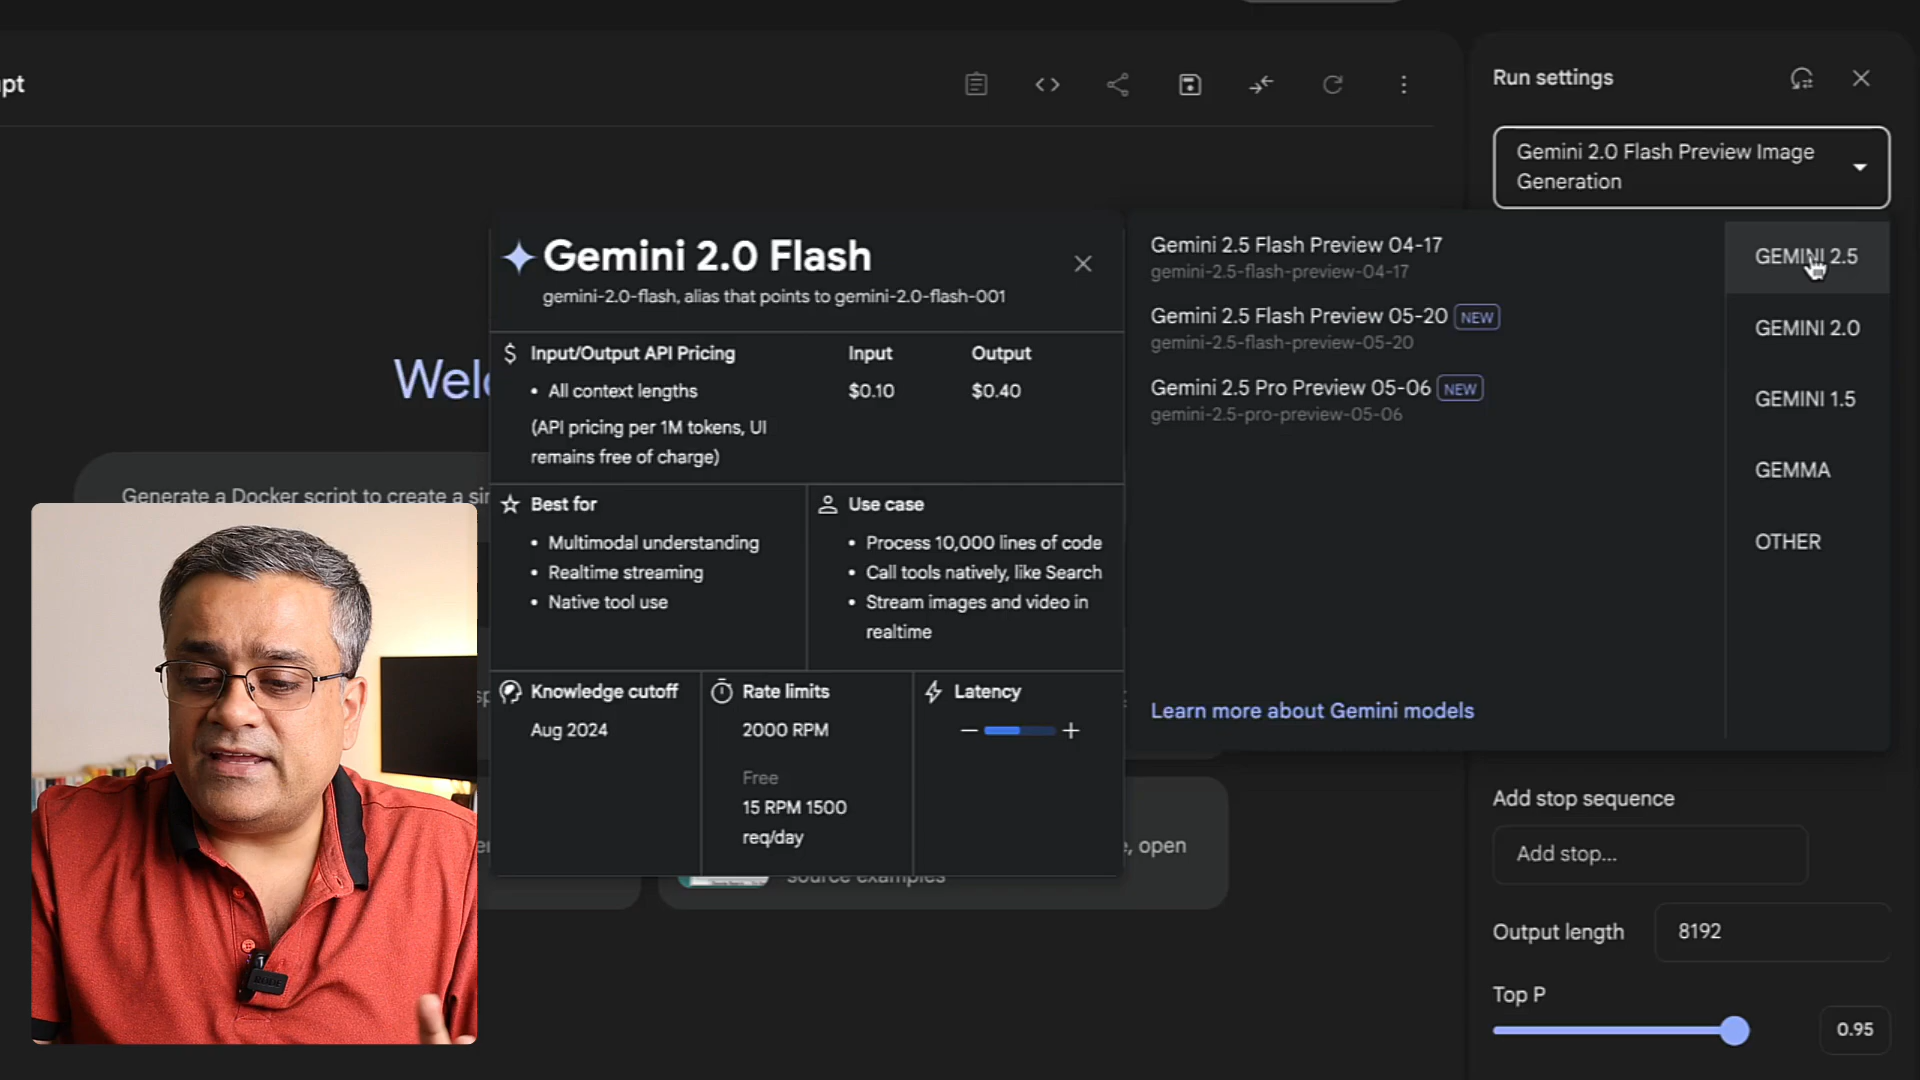 pt
Run settings
Gemini 2.0 Flash Preview Image
Generation
Gemini 2.0 Flash
gemini-2.0-flash, alias that points to gemini-2.0-flash-001
$ Input/Output API Pricing Input Output
• All context lengths $0.10 $0.40
(API pricing per 1M tokens, UI
remains free of charge)
Best for
• Multimodal understanding
• Realtime streaming
• Native tool use
Use case
• Process 10,000 lines of code
• Call tools natively, like Search
• Stream images and video in
realtime
Knowledge cutoff
Aug 2024
Rate limits
2000 RPM
Free
15 RPM 1500
req/day
Latency
Gemini 2.5 Flash Preview 04-17
gemini-2.5-flash-preview-04-17
Gemini 2.5 Flash Preview 05-20 NEW
gemini-2.5-flash-preview-05-20
Gemini 2.5 Pro Preview 05-06 NEW
gemini-2.5-pro-preview-05-06
Learn more about Gemini models
GEMINI 2.5
GEMINI 2.0
GEMINI 1.5
GEMMA
OTHER
Welc
Generate a Docker script to create a sin
, open
source examples
Add stop sequence
Add stop...
Output length 8192
Top P
0.95
RODE